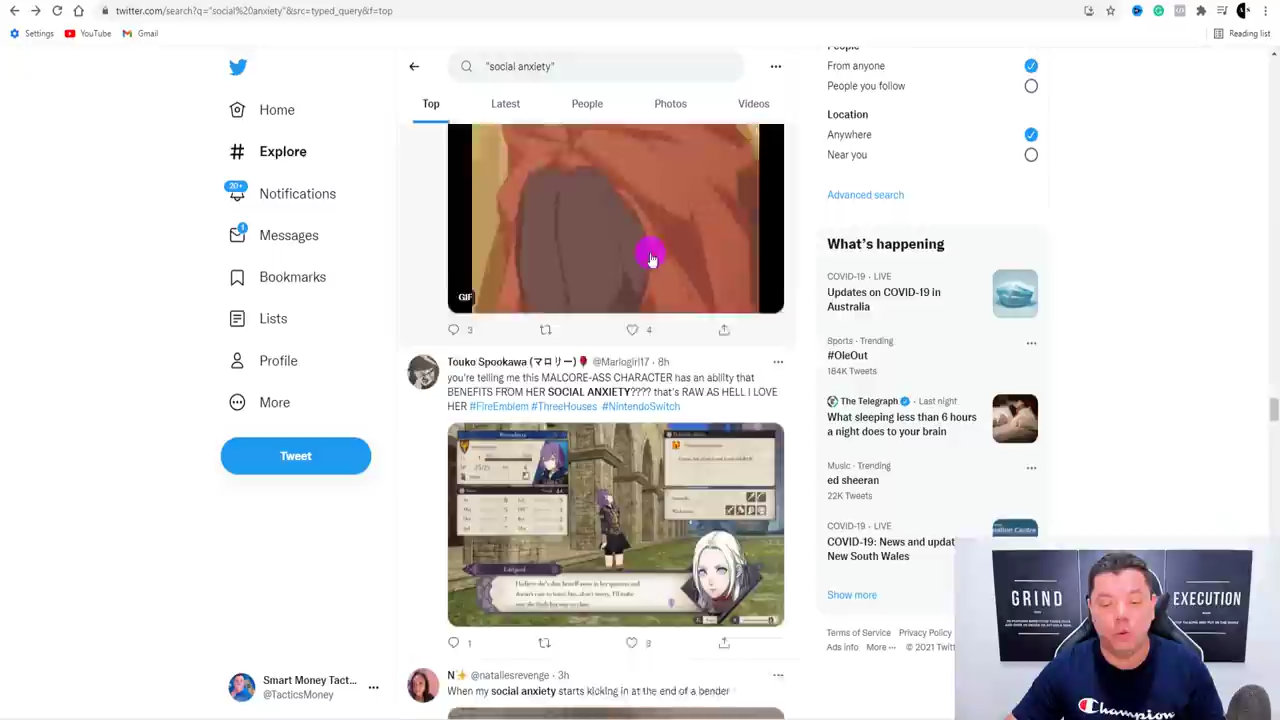 twitter.com/search?q="social%20anxiety"&src=typed_query&f=top
Settings
YouTube
Gmail
Reading list
Home
Explore
20+
Notifications
1
Messages
Bookmarks
Lists
Profile
More
Tweet
Smart Money Tact...
@TacticsMoney
"social anxiety"
Top
Latest
People
Photos
Videos
GIF
3
4
Touko Spookawa (マロリー) @Marlogirl17 · 8h
you're telling me this MALCORE-ASS CHARACTER has an ability that
BENEFITS FROM HER SOCIAL ANXIETY???? that's RAW AS HELL I LOVE
HER #FireEmblem #ThreeHouses #NintendoSwitch
1
N @nataliesrevenge · 3h
When my social anxiety starts kicking in at the end of a bender
People
From anyone
People you follow
Location
Anywhere
Near you
Advanced search
What's happening
COVID-19 · LIVE
Updates on COVID-19 in
Australia
Sports · Trending
#OleOut
184K Tweets
The Telegraph · Last night
What sleeping less than 6 hours
a night does to your brain
Music · Trending
ed sheeran
22K Tweets
COVID-19 · LIVE
COVID-19: News and updat
New South Wales
Show more
Terms of Service Privacy Policy
Ads info More ··· © 2021 Twitt
GRIND
EXECUTION
Champion